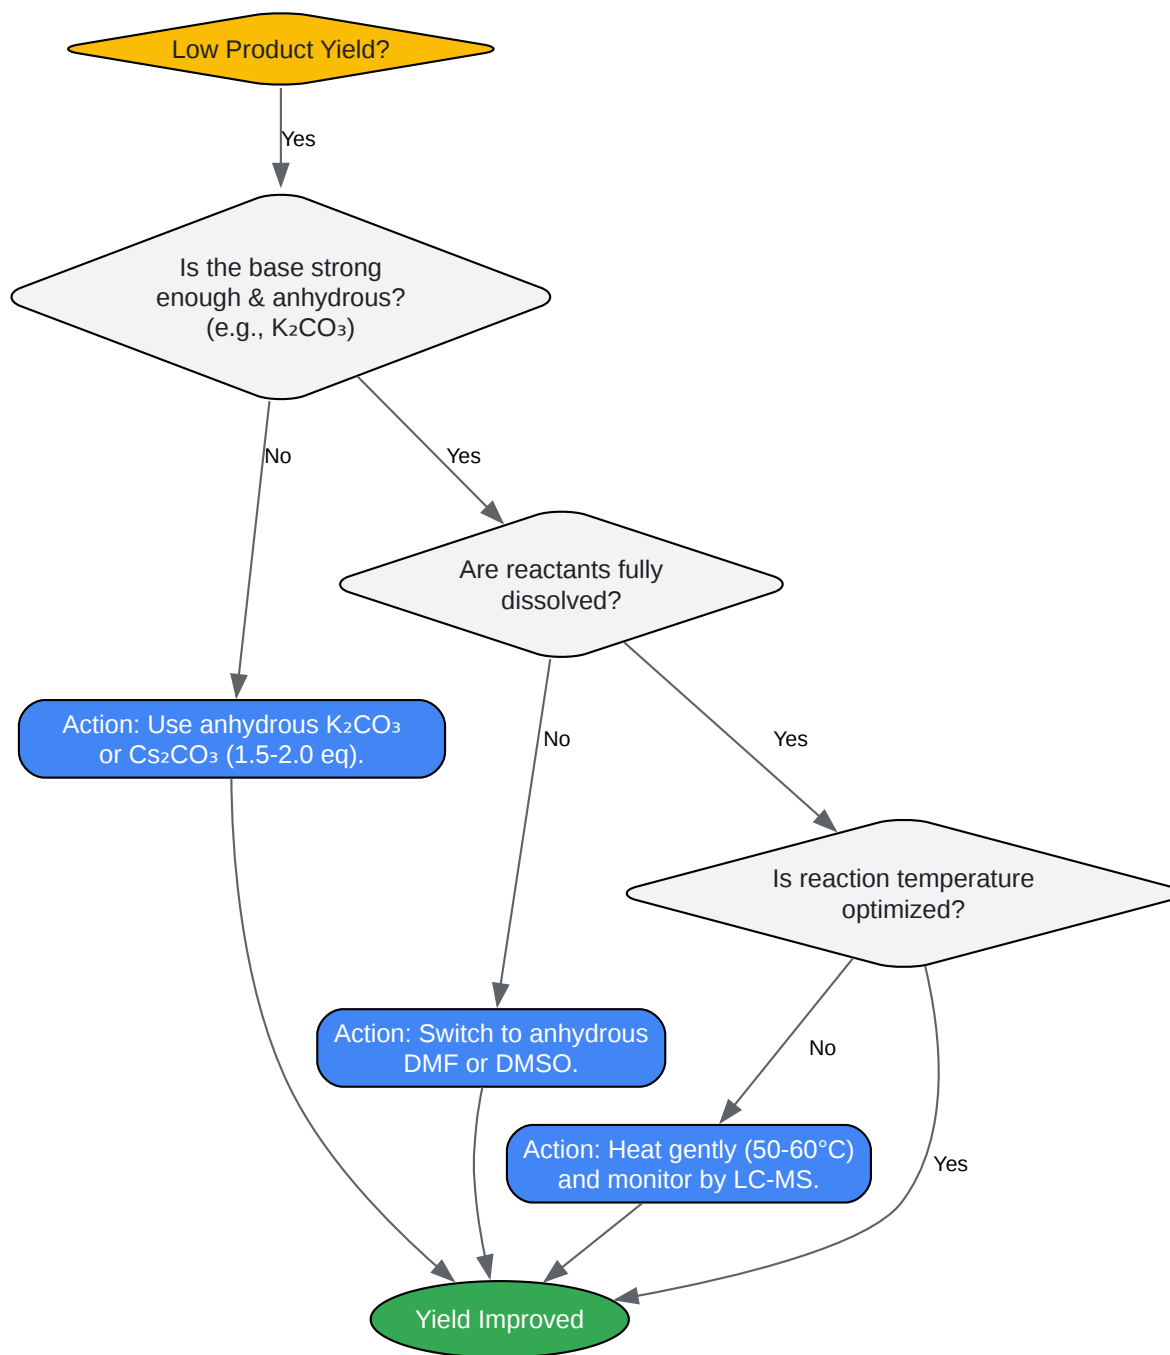 Low Product Yield?
Yes
Is the base strong
enough & anhydrous?
(e.g., K₂CO₃)
No
Yes
Are reactants fully
dissolved?
Action: Use anhydrous K₂CO₃
or Cs₂CO₃ (1.5-2.0 eq).
No
Yes
Is reaction temperature
optimized?
Action: Switch to anhydrous
DMF or DMSO.
No
Action: Heat gently (50-60°C)
and monitor by LC-MS.
Yes
Yield Improved